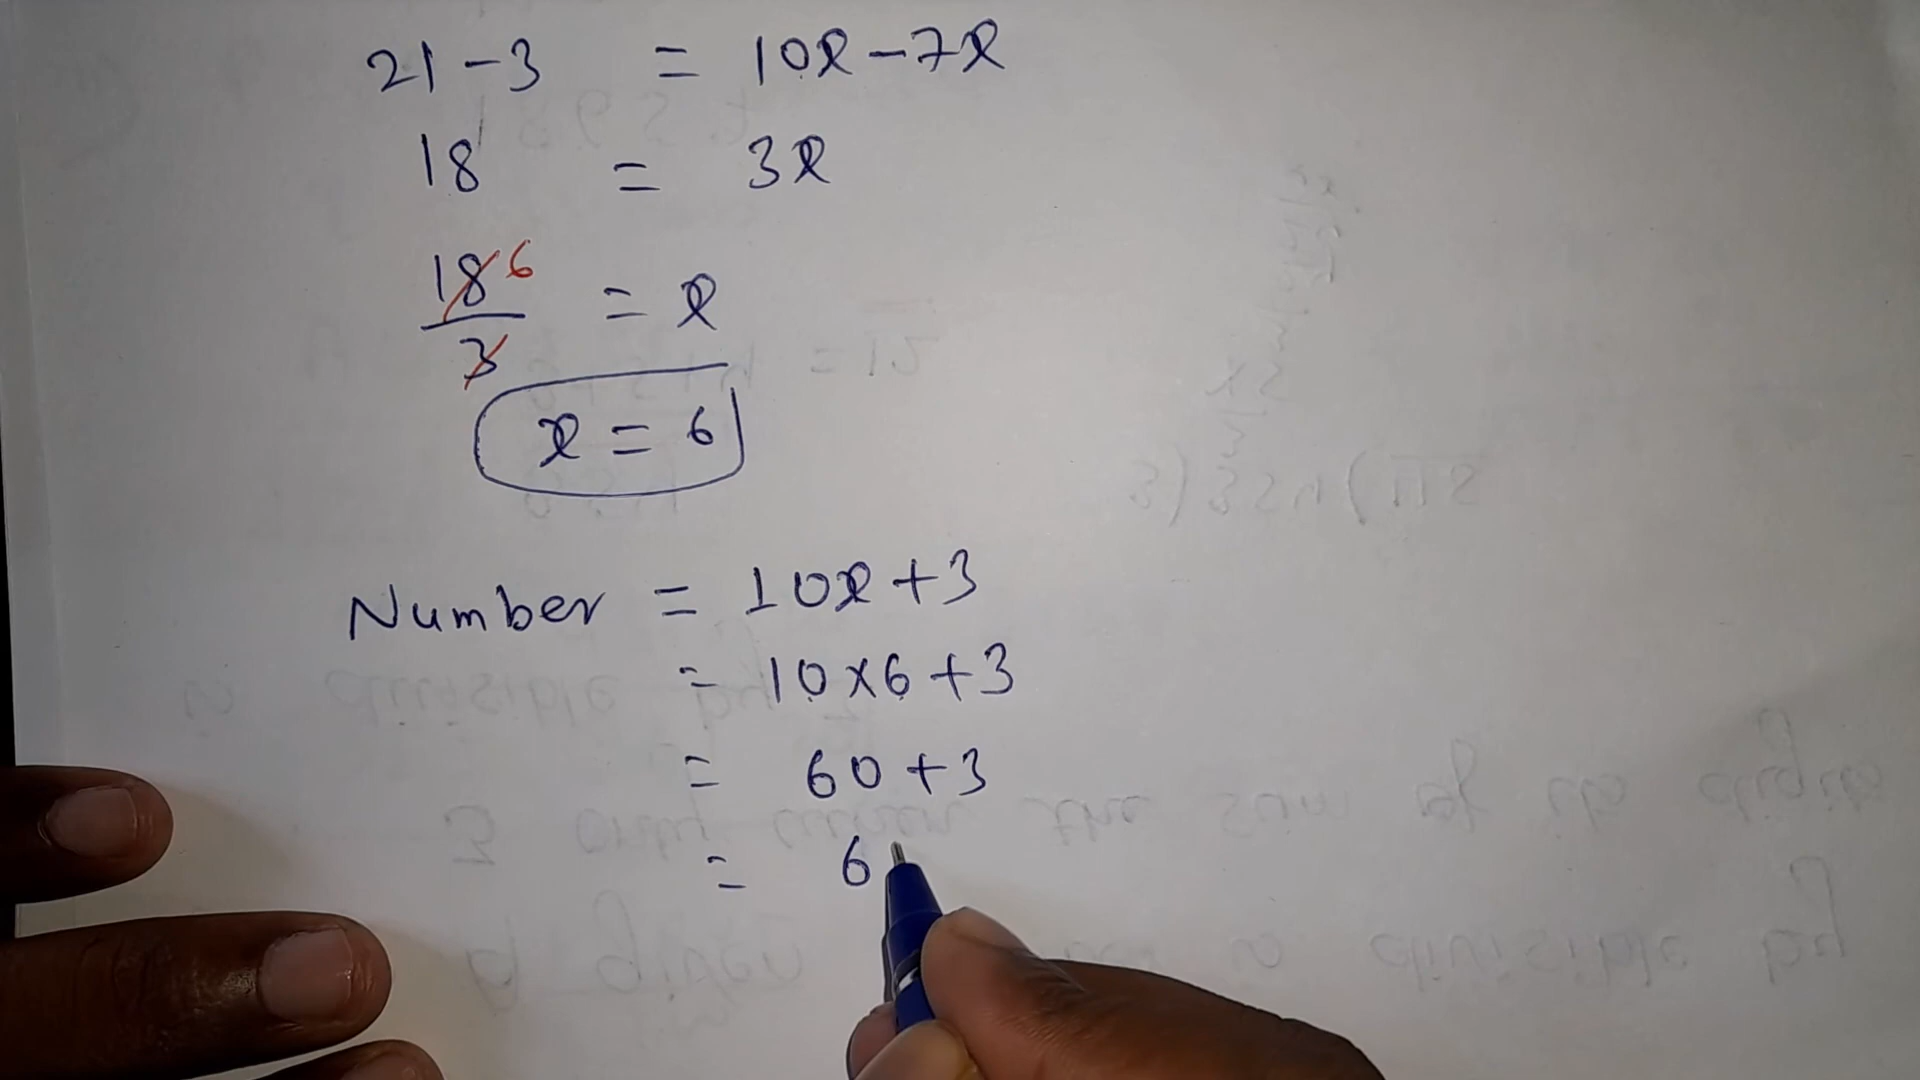 21 - 3 = 10x - 7x
18 = 3x
18 6
/3 = x
x = 6
Number = 10x + 3
= 10 × 6 + 3
= 60 + 3
= 6